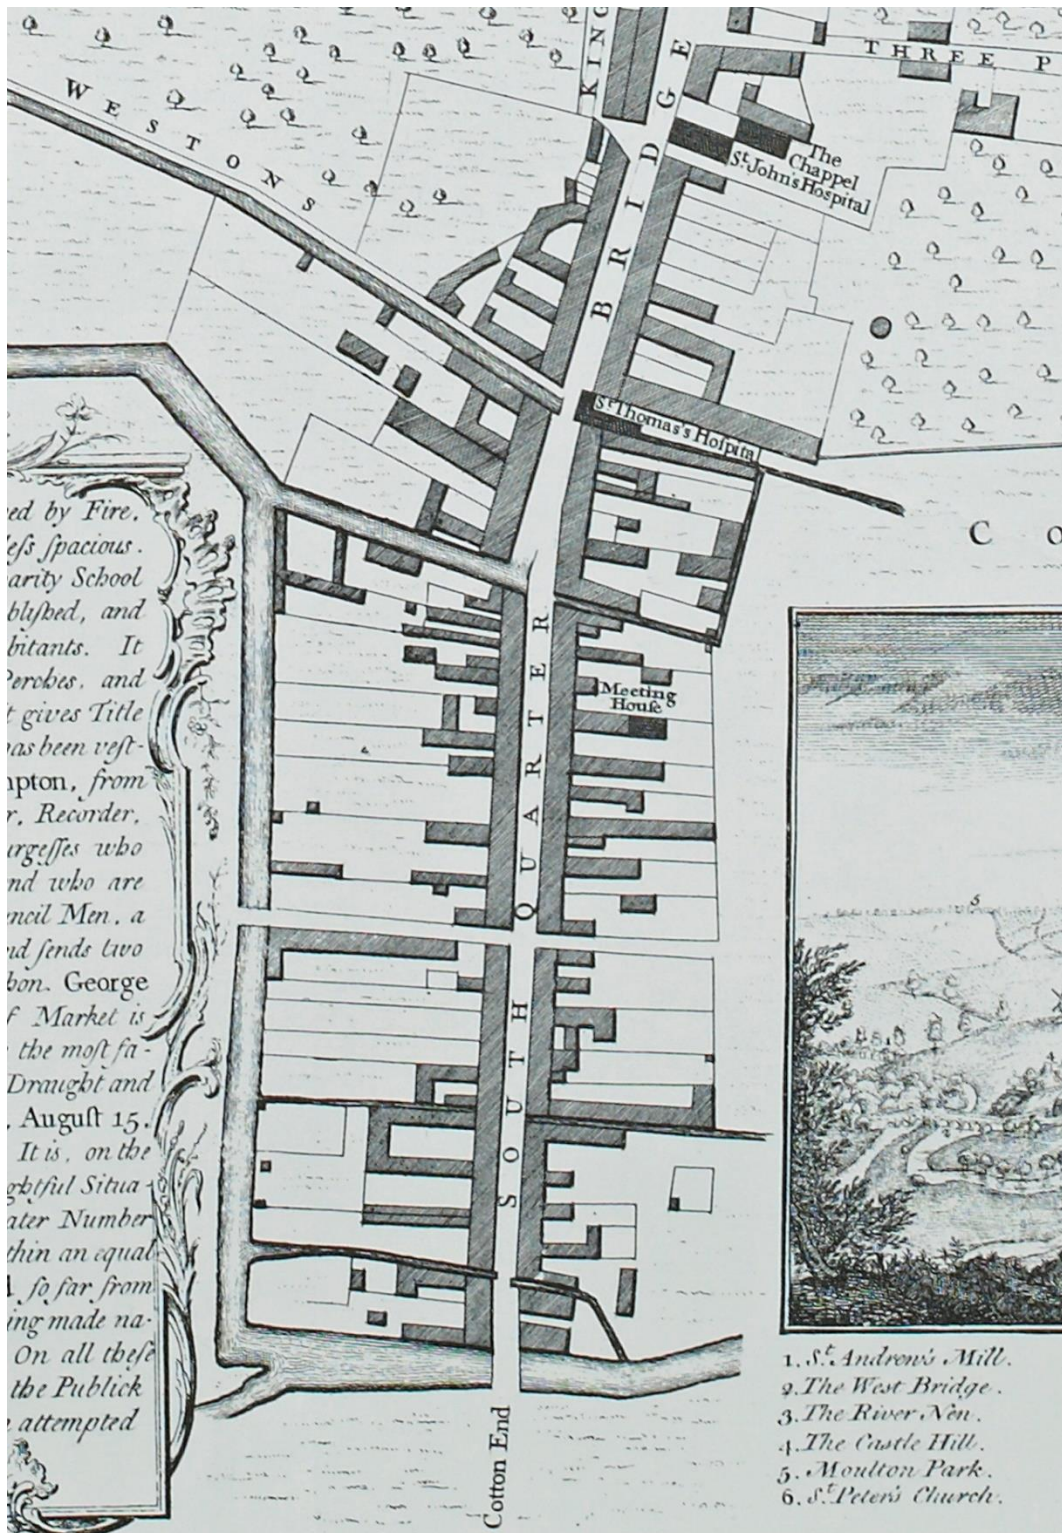 KING
THREE P
WESTONS
BRIDGE
The
Chappel
St. John's Hospital
St. Thomas's Hospital
C O
Meeting
House
SOUTH QUARTER
Cotton End
ed by Fire,
leſs ſpacious.
arity School
bliſhed, and
bitants. It
Perches, and
t gives Title
has been veſt-
mpton, from
r, Recorder,
urgeſſes who
nd who are
ncil Men, a
nd ſends two
bon. George
f Market is
the moſt fa-
Draught and
, Auguſt 15.
It is, on the
ghtful Situa-
ater Number
thin an equal
ſo far from
ing made na-
On all theſe
the Publick
e attempted
5
1. St. Andrew's Mill.
2. The West Bridge.
3. The River Nen.
4. The Castle Hill.
5. Moulton Park.
6. St. Peter's Church.